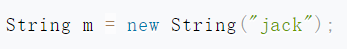 String m = new String("jack");